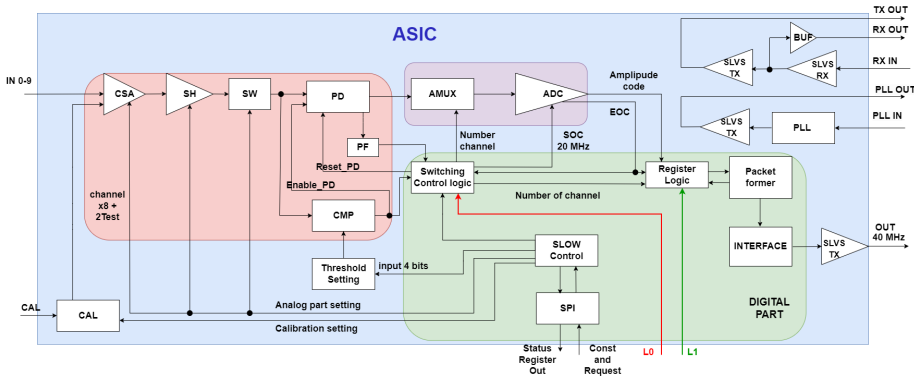 ASIC
TX OUT
RX OUT
BUF
RX IN
SLVS
TX
SLVS
RX
IN 0-9
CSA
SH
SW
PD
AMUX
ADC
Amplipude
code
PLL OUT
EOC
SLVS
TX
PLL
PLL IN
PF
Number
channel
SOC
20 MHz
Reset_PD
Switching
Control logic
Register
Logic
Packet
former
Enable_PD
Number of channel
channel
x8 +
2Test
CMP
OUT
40 MHz
SLOW
Control
INTERFACE
SLVS
TX
Threshold
Setting
input 4 bits
CAL
CAL
Analog part setting
SPI
DIGITAL
PART
Calibration setting
Status
Register
Out
Const
and
Request
L0
L1